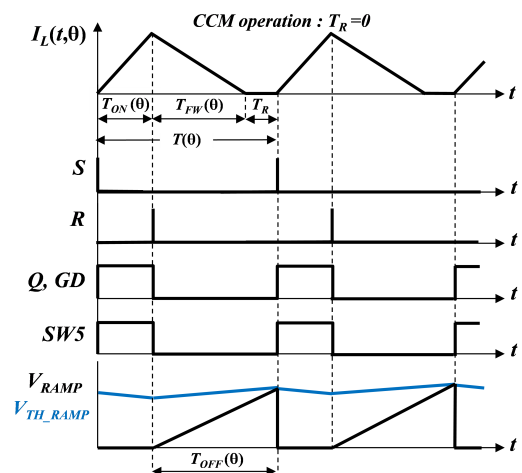 CCM operation : T_R=0
I_L(t,θ)
t
T_ON(θ) T_FW(θ) T_R
T(θ)
S
t
R
t
Q, GD
t
SW5
t
V_RAMP
V_TH_RAMP
t
T_OFF(θ)